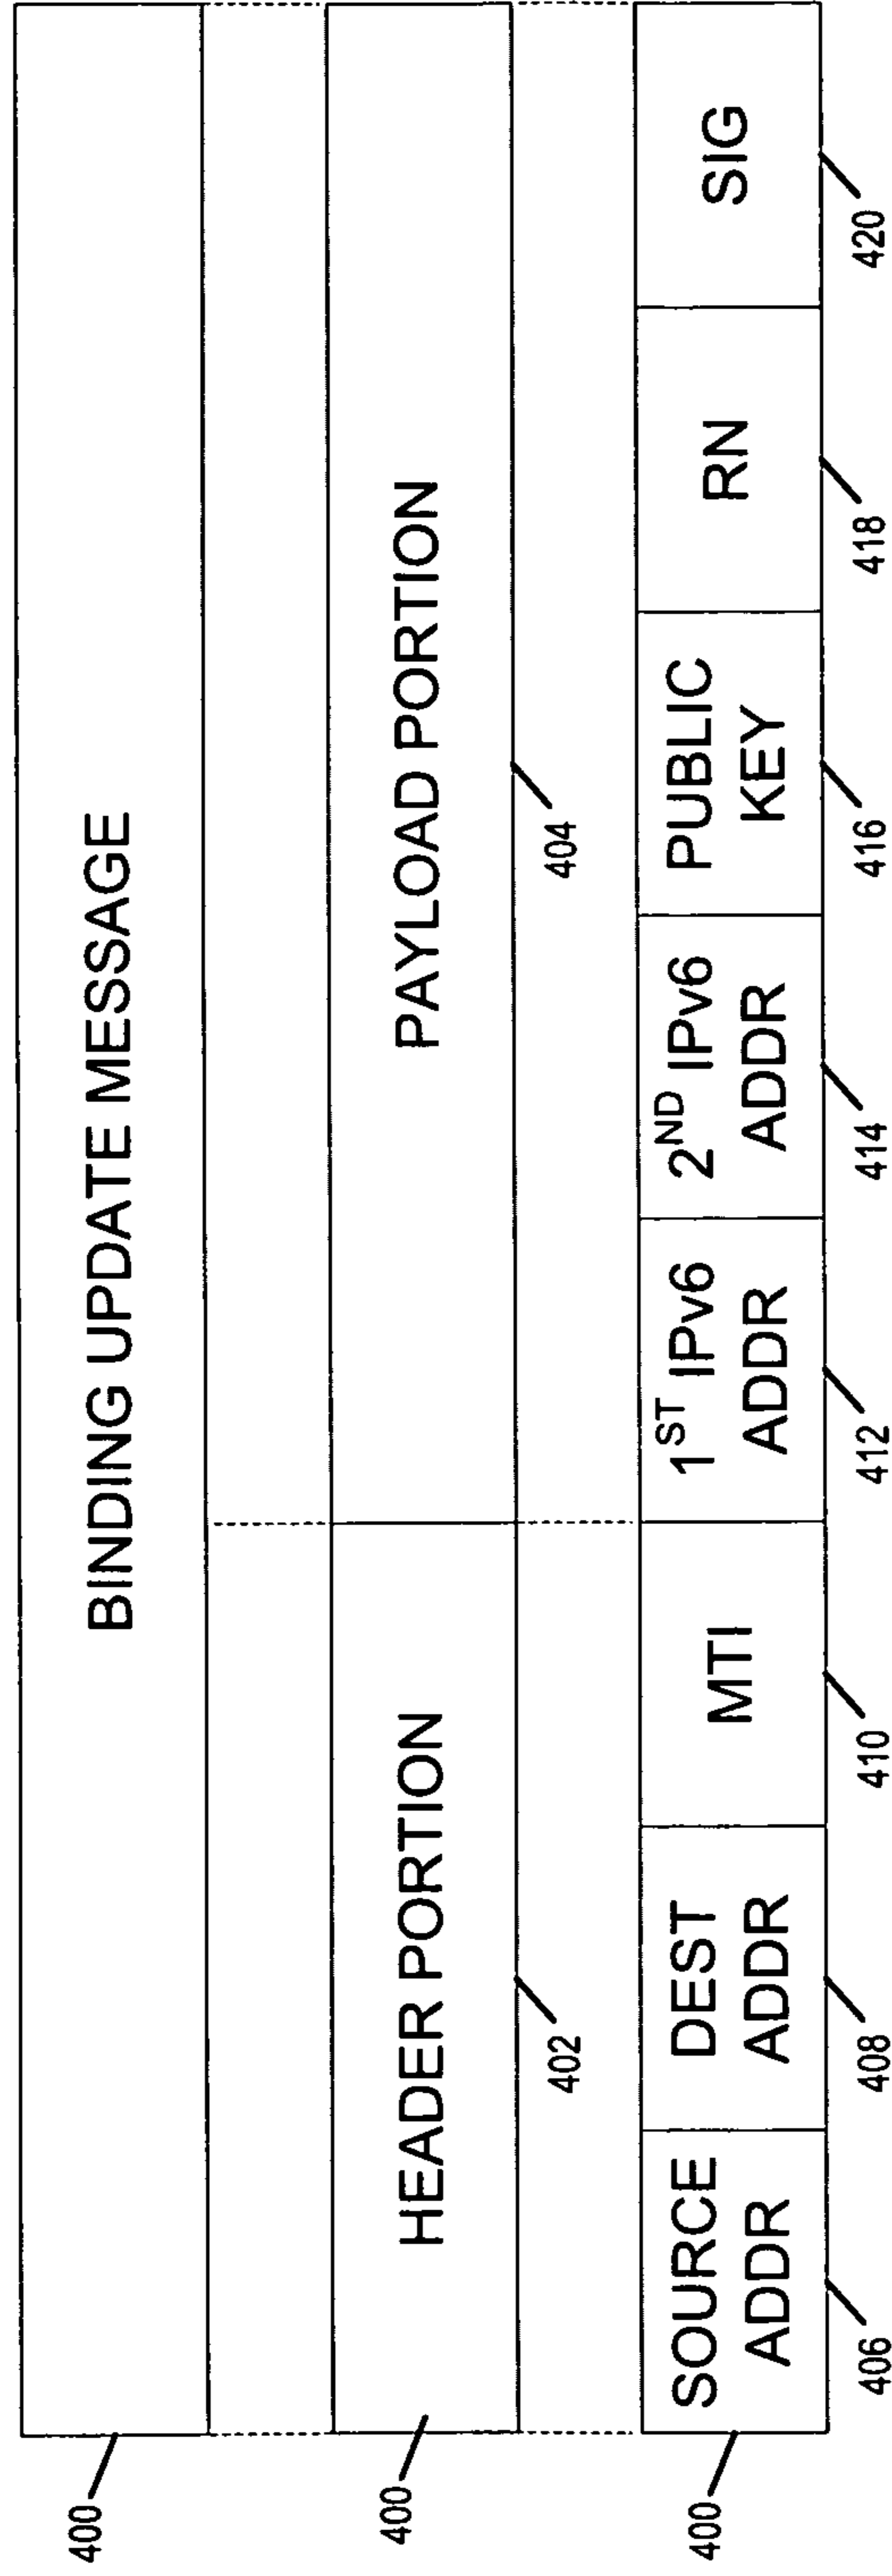 BINDING UPDATE MESSAGE
400
HEADER PORTION
PAYLOAD PORTION
400
402
404
SOURCE
ADDR
DEST
ADDR
MTI
1ST IPv6
ADDR
2ND IPv6
ADDR
PUBLIC
KEY
RN
SIG
400
406
408
410
412
414
416
418
420